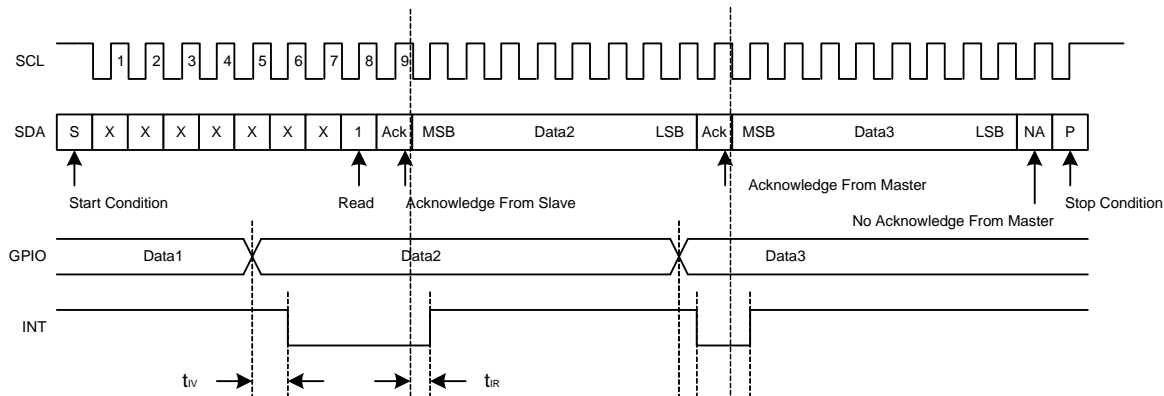 SCL 1 2 3 4 5 6 7 8 9
SDA S X X X X X X X 1 Ack MSB Data2 LSB Ack MSB Data3 LSB NA P
Start Condition Read Acknowledge From Slave Acknowledge From Master Stop Condition
No Acknowledge From Master
GPIO Data1 Data2 Data3
INT
tIV tIR